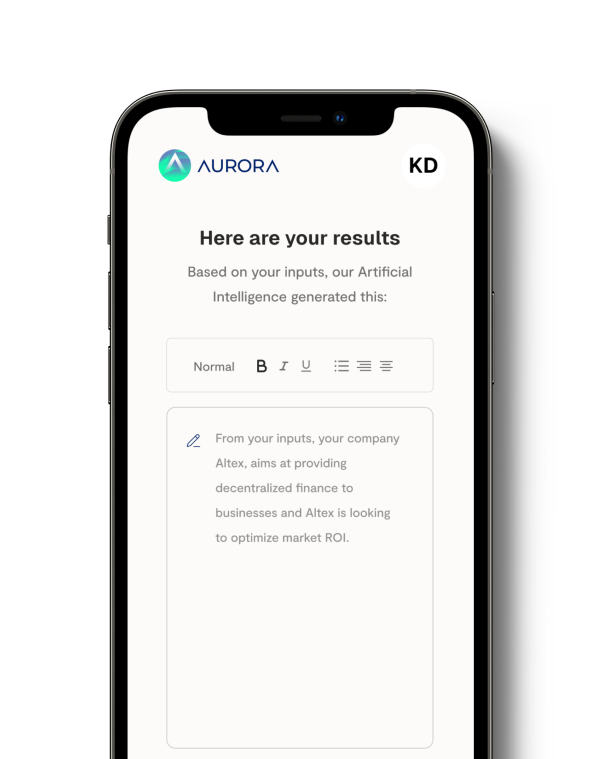 AURORA
KD
Here are your results
Based on your inputs, our Artificial
Intelligence generated this:
Normal B I U
From your inputs, your company
Altex, aims at providing
decentralized finance to
businesses and Altex is looking
to optimize market ROI.